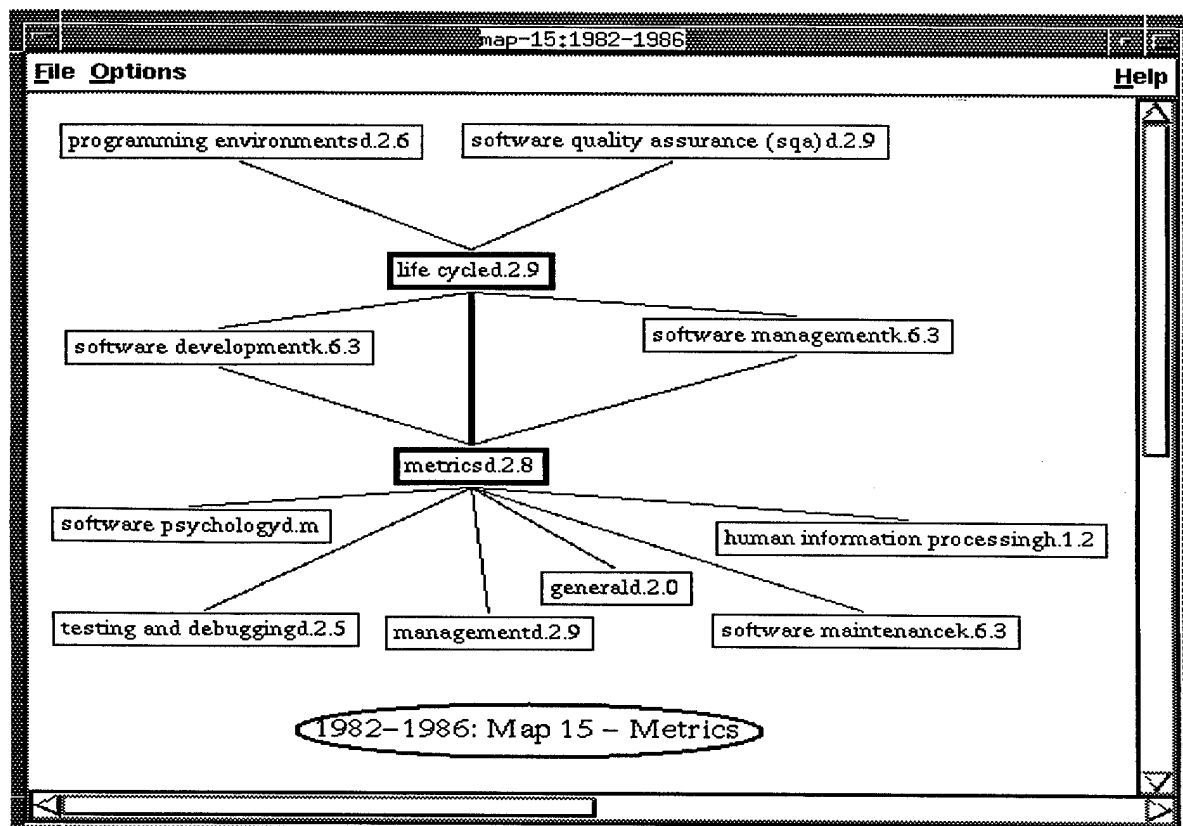 map-15:1982-1986
File Options Help
programming environmentsd.2.6
software quality assurance (sqa) d.2.9
life cycled.2.9
software developmentk.6.3
software managementk.6.3
metricsd.2.8
software psychologyd.m
human information processingh.1.2
generald.2.0
testing and debuggingd.2.5
managementd.2.9
software maintenancek.6.3
1982–1986: Map 15 – Metrics